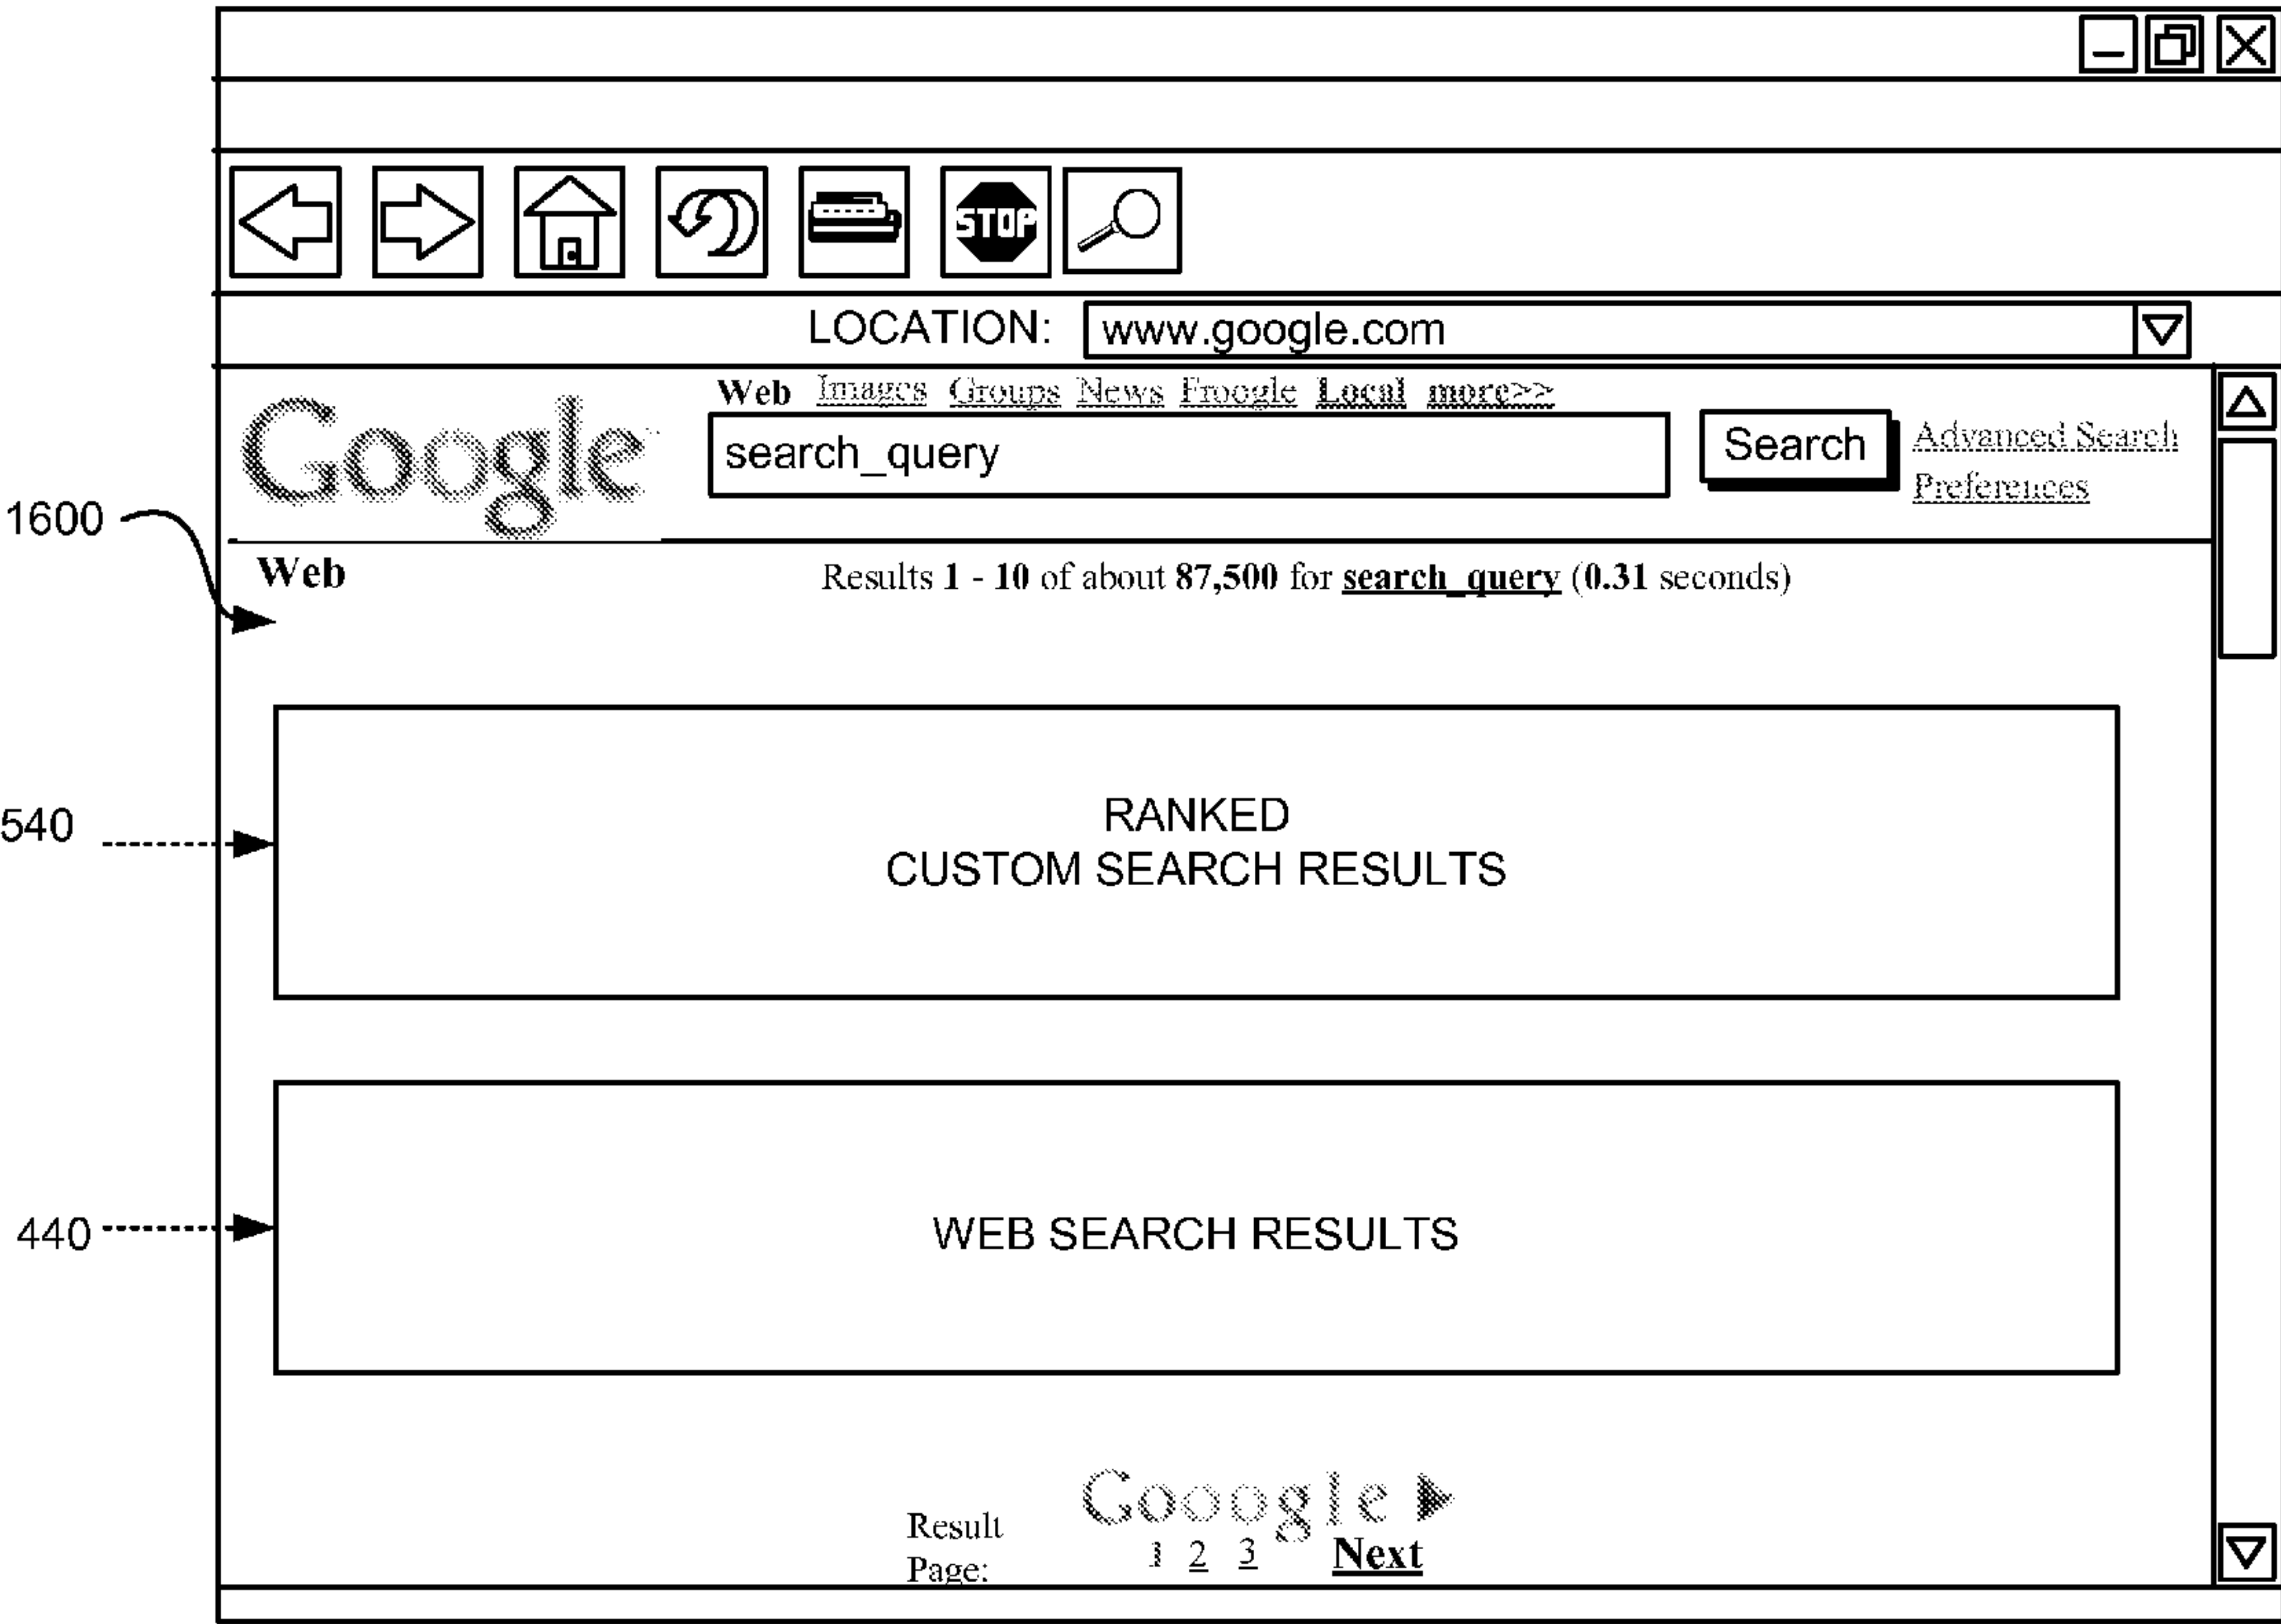 STOP
LOCATION: www.google.com
Web Images Groups News Froogle Local more>>
Google
search_query Search Advanced Search
Preferences
1600
Web Results 1 - 10 of about 87,500 for search_query (0.31 seconds)
540
RANKED
CUSTOM SEARCH RESULTS
440
WEB SEARCH RESULTS
Gooogle
Result
Page: 1 2 3 Next